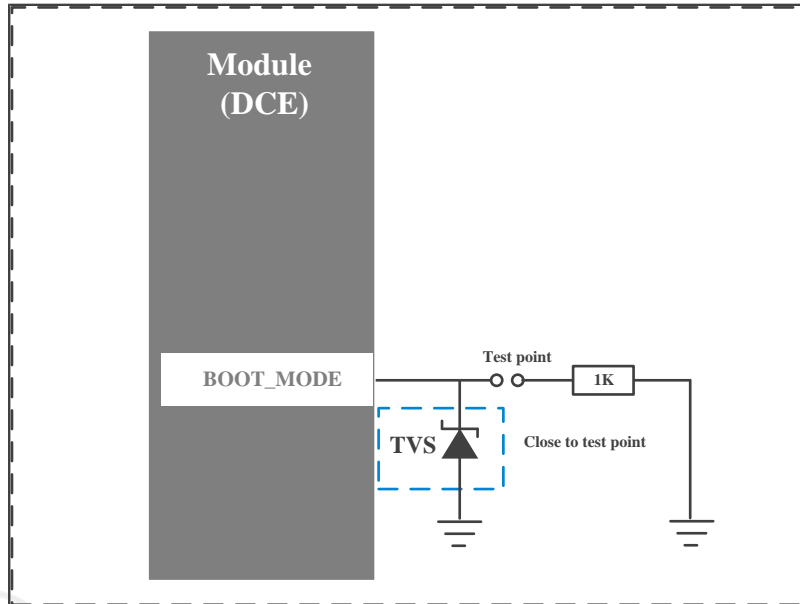 Module
(DCE)
Test point
BOOT_MODE
1K
TVS
Close to test point